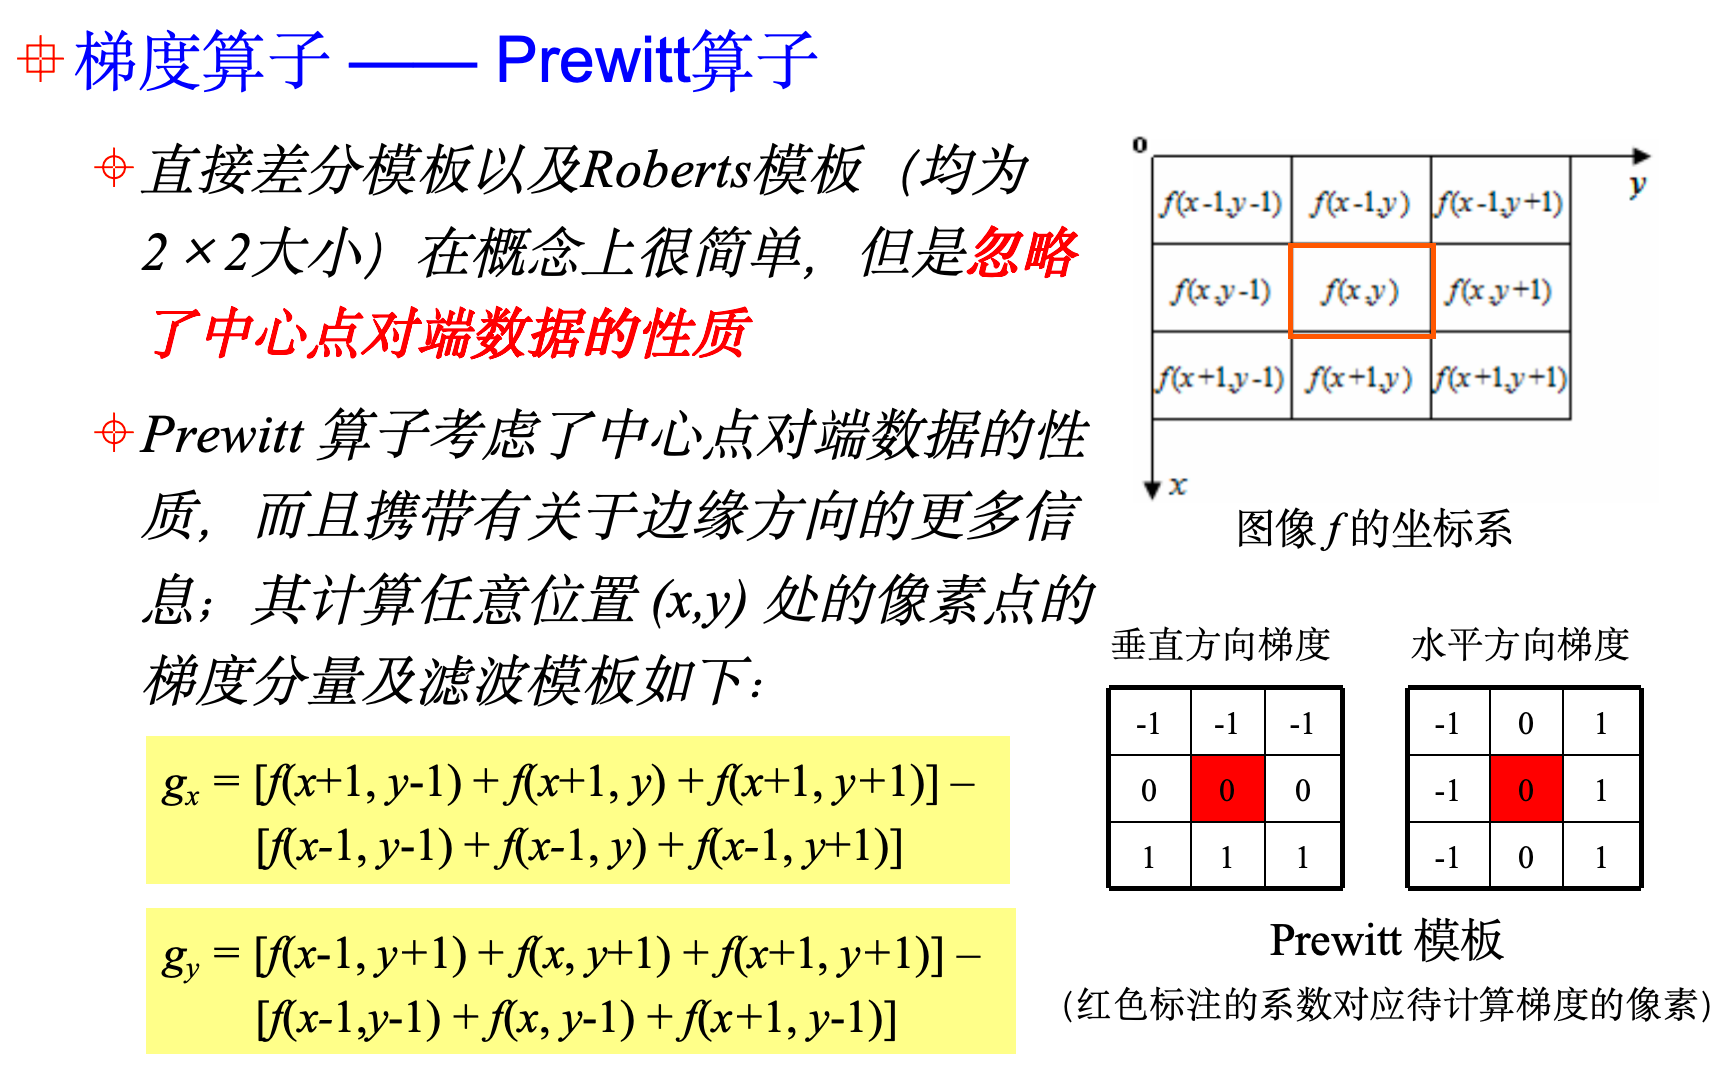 梯度算子 —— Prewitt算子
直接差分模板以及Roberts模板（均为
2 × 2大小）在概念上很简单，但是忽略
了中心点对端数据的性质
Prewitt 算子考虑了中心点对端数据的性
质，而且携带有关于边缘方向的更多信
息；其计算任意位置 (x,y) 处的像素点的
梯度分量及滤波模板如下：
gx = [f(x+1, y-1) + f(x+1, y) + f(x+1, y+1)] –
[f(x-1, y-1) + f(x-1, y) + f(x-1, y+1)]
gy = [f(x-1, y+1) + f(x, y+1) + f(x+1, y+1)] –
[f(x-1,y-1) + f(x, y-1) + f(x+1, y-1)]
o
y
f(x-1,y-1) f(x-1,y) f(x-1,y+1)
f(x,y-1) f(x,y) f(x,y+1)
f(x+1,y-1) f(x+1,y) f(x+1,y+1)
x
图像 f 的坐标系
垂直方向梯度
-1 -1 -1
0 0 0
1 1 1
水平方向梯度
-1 0 1
-1 0 1
-1 0 1
Prewitt 模板
（红色标注的系数对应待计算梯度的像素）